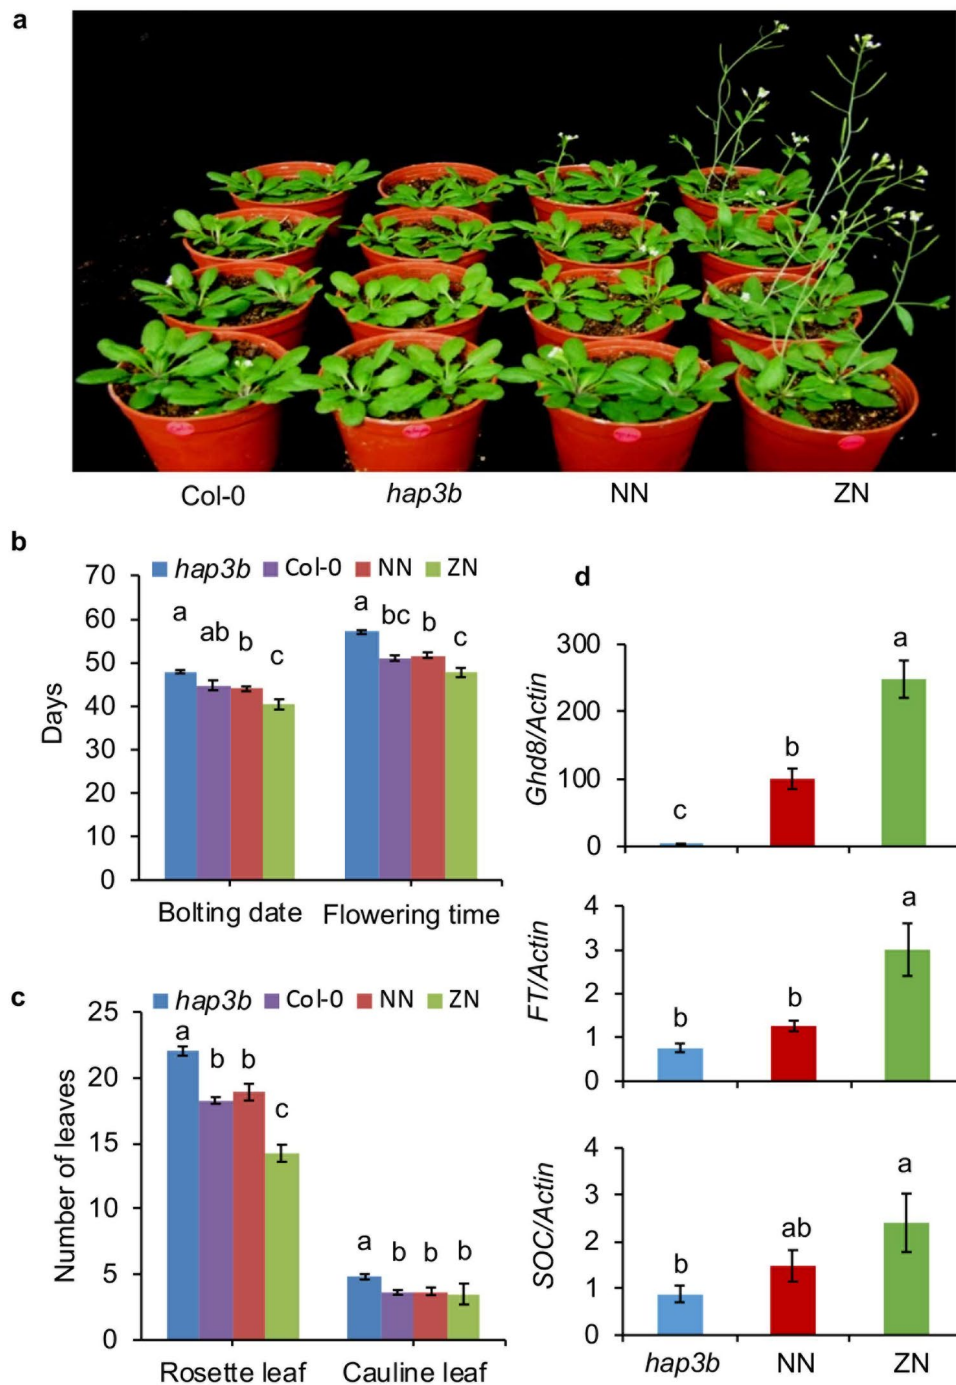 a
Col-0 hap3b NN ZN
b
hap3b Col-0 NN ZN
70
60
50
40
30
20
10
0
Days
a ab b c
a bc b c
Bolting date Flowering time
c
hap3b Col-0 NN ZN
25
20
15
10
5
0
Number of leaves
a b b c
a b b b
Rosette leaf Cauline leaf
d
300
200
100
0
Ghd8/Actin
c b a
4
3
2
1
0
FT/Actin
b b a
4
3
2
1
0
SOC/Actin
b ab a
hap3b NN ZN